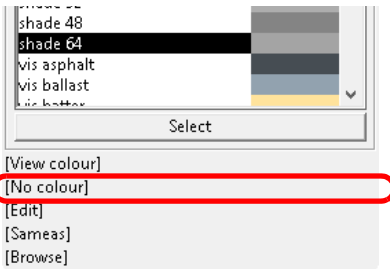 shade 48
shade 64
vis asphalt
vis ballast
Select
[View colour]
[No colour]
[Edit]
[Sameas]
[Browse]